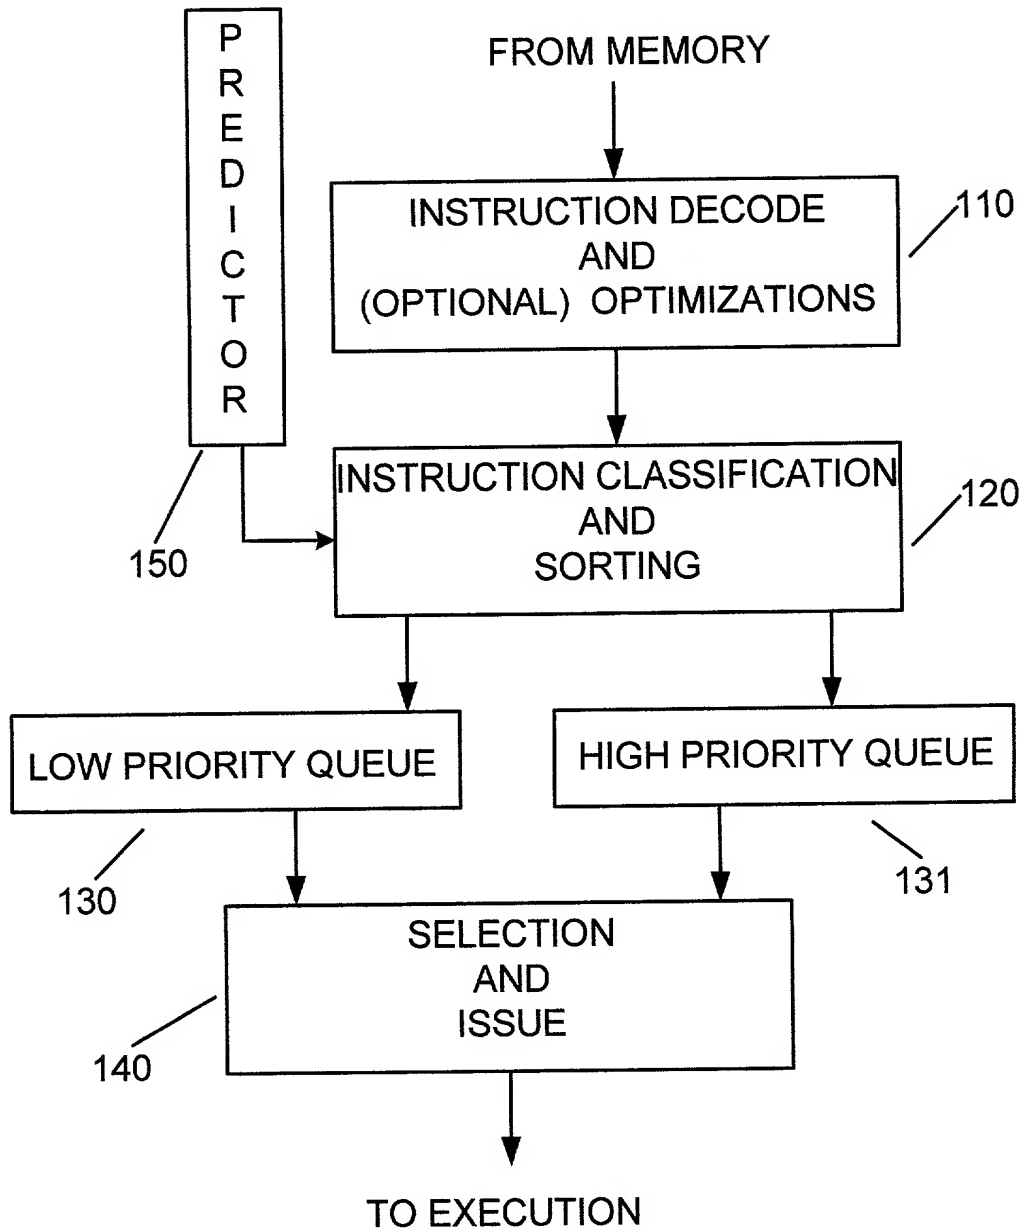 PREDICTOR
FROM MEMORY
INSTRUCTION DECODE
AND
(OPTIONAL) OPTIMIZATIONS
110
INSTRUCTION CLASSIFICATION
AND
SORTING
120
150
LOW PRIORITY QUEUE
HIGH PRIORITY QUEUE
130
131
SELECTION
AND
ISSUE
140
TO EXECUTION